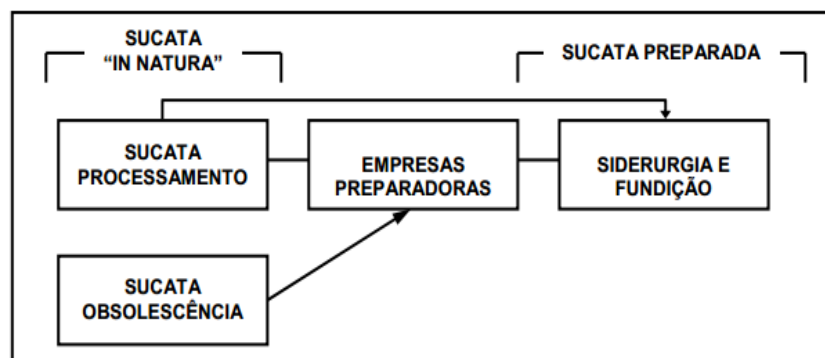 SUCATA
“IN NATURA”
SUCATA PREPARADA
SUCATA
PROCESSAMENTO
EMPRESAS
PREPARADORAS
SIDERURGIA E
FUNDIÇÃO
SUCATA
OBSOLESCÊNCIA